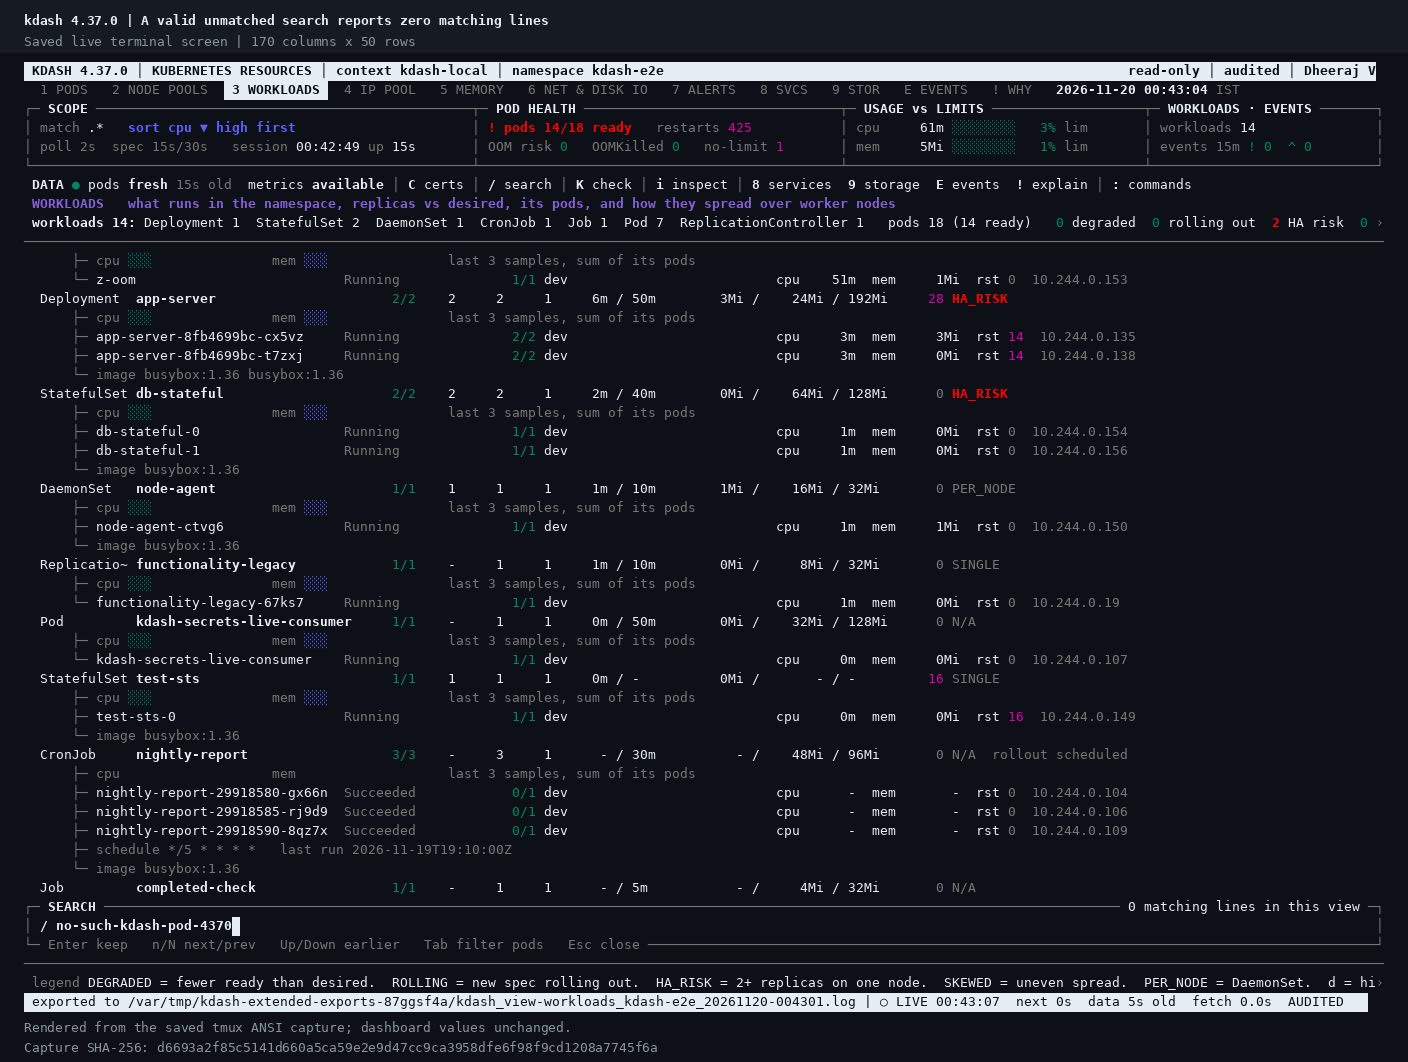 kdash 4.37.0 | A valid unmatched search reports zero matching lines
Saved live terminal screen | 170 columns x 50 rows
KDASH 4.37.0 │ KUBERNETES RESOURCES │ context kdash-local │ namespace kdash-e2e read-only │ audited │ Dheeraj V
1 PODS 2 NODE POOLS 3 WORKLOADS 4 IP POOL 5 MEMORY 6 NET & DISK IO 7 ALERTS 8 SVCS 9 STOR E EVENTS ! WHY 2026-11-20 00:43:04 IST
SCOPE POD HEALTH USAGE vs LIMITS WORKLOADS · EVENTS
match .* sort cpu ▼ high first │ ! pods 14/18 ready restarts 425 │ cpu 61m ░░░░░░░░ 3% lim │ workloads 14
poll 2s spec 15s/30s session 00:42:49 up 15s │ OOM risk 0 OOMKilled 0 no-limit 1 │ mem 5Mi ░░░░░░░░ 1% lim │ events 15m ! 0 ^ 0
DATA ● pods fresh 15s old metrics available │ C certs │ / search │ K check │ i inspect │ 8 services 9 storage E events ! explain │ : commands
WORKLOADS what runs in the namespace, replicas vs desired, its pods, and how they spread over worker nodes
workloads 14: Deployment 1 StatefulSet 2 DaemonSet 1 CronJob 1 Job 1 Pod 7 ReplicationController 1 pods 18 (14 ready) 0 degraded 0 rolling out 2 HA risk 0 ›
├─ cpu ░░░ mem ░░░ last 3 samples, sum of its pods
└─ z-oom Running 1/1 dev cpu 51m mem 1Mi rst 0 10.244.0.153
Deployment app-server 2/2 2 2 1 6m / 50m 3Mi / 24Mi / 192Mi 28 HA_RISK
├─ cpu ░░░ mem ░░░ last 3 samples, sum of its pods
├─ app-server-8fb4699bc-cx5vz Running 2/2 dev cpu 3m mem 3Mi rst 14 10.244.0.135
├─ app-server-8fb4699bc-t7zxj Running 2/2 dev cpu 3m mem 0Mi rst 14 10.244.0.138
└─ image busybox:1.36 busybox:1.36
StatefulSet db-stateful 2/2 2 2 1 2m / 40m 0Mi / 64Mi / 128Mi 0 HA_RISK
├─ cpu ░░░ mem ░░░ last 3 samples, sum of its pods
├─ db-stateful-0 Running 1/1 dev cpu 1m mem 0Mi rst 0 10.244.0.154
├─ db-stateful-1 Running 1/1 dev cpu 1m mem 0Mi rst 0 10.244.0.156
└─ image busybox:1.36
DaemonSet node-agent 1/1 1 1 1 1m / 10m 1Mi / 16Mi / 32Mi 0 PER_NODE
├─ cpu ░░░ mem ░░░ last 3 samples, sum of its pods
├─ node-agent-ctvg6 Running 1/1 dev cpu 1m mem 1Mi rst 0 10.244.0.150
└─ image busybox:1.36
Replicatio~ functionality-legacy 1/1 - 1 1 1m / 10m 0Mi / 8Mi / 32Mi 0 SINGLE
├─ cpu ░░░ mem ░░░ last 3 samples, sum of its pods
└─ functionality-legacy-67ks7 Running 1/1 dev cpu 1m mem 0Mi rst 0 10.244.0.19
Pod kdash-secrets-live-consumer 1/1 - 1 1 0m / 50m 0Mi / 32Mi / 128Mi 0 N/A
├─ cpu ░░░ mem ░░░ last 3 samples, sum of its pods
└─ kdash-secrets-live-consumer Running 1/1 dev cpu 0m mem 0Mi rst 0 10.244.0.107
StatefulSet test-sts 1/1 1 1 1 0m / - 0Mi / - / - 16 SINGLE
├─ cpu ░░░ mem ░░░ last 3 samples, sum of its pods
├─ test-sts-0 Running 1/1 dev cpu 0m mem 0Mi rst 16 10.244.0.149
└─ image busybox:1.36
CronJob nightly-report 3/3 - 3 1 - / 30m - / 48Mi / 96Mi 0 N/A rollout scheduled
├─ cpu mem last 3 samples, sum of its pods
├─ nightly-report-29918580-gx66n Succeeded 0/1 dev cpu - mem - rst 0 10.244.0.104
├─ nightly-report-29918585-rj9d9 Succeeded 0/1 dev cpu - mem - rst 0 10.244.0.106
├─ nightly-report-29918590-8qz7x Succeeded 0/1 dev cpu - mem - rst 0 10.244.0.109
├─ schedule */5 * * * * last run 2026-11-19T19:10:00Z
└─ image busybox:1.36
Job completed-check 1/1 - 1 1 - / 5m - / 4Mi / 32Mi 0 N/A
SEARCH 0 matching lines in this view
/ no-such-kdash-pod-4370
Enter keep n/N next/prev Up/Down earlier Tab filter pods Esc close
legend DEGRADED = fewer ready than desired. ROLLING = new spec rolling out. HA_RISK = 2+ replicas on one node. SKEWED = uneven spread. PER_NODE = DaemonSet. d = hi›
exported to /var/tmp/kdash-extended-exports-87ggsf4a/kdash_view-workloads_kdash-e2e_20261120-004301.log | ○ LIVE 00:43:07 next 0s data 5s old fetch 0.0s AUDITED
Rendered from the saved tmux ANSI capture; dashboard values unchanged.
Capture SHA-256: d6693a2f85c5141d660a5ca59e2e9d47cc9ca3958dfe6f98f9cd1208a7745f6a